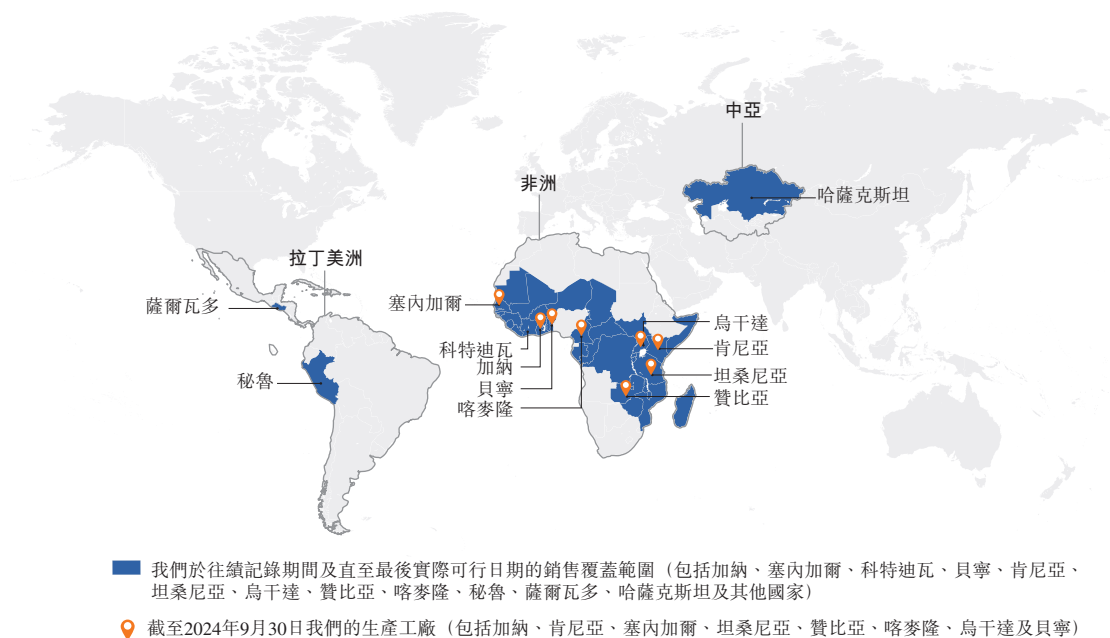 中亞
哈薩克斯坦
非洲
拉丁美洲
薩爾瓦多
塞內加爾
烏干達
科特迪瓦
肯尼亞
加納
秘魯
坦桑尼亞
貝寧
贊比亞
喀麥隆
我們於往績記錄期間及直至最後實際可行日期的銷售覆蓋範圍（包括加納、塞內加爾、科特迪瓦、貝寧、肯尼亞、
坦桑尼亞、烏干達、贊比亞、喀麥隆、秘魯、薩爾瓦多、哈薩克斯坦及其他國家）
截至2024年9月30日我們的生產工廠（包括加納、肯尼亞、塞內加爾、坦桑尼亞、贊比亞、喀麥隆、烏干達及貝寧）